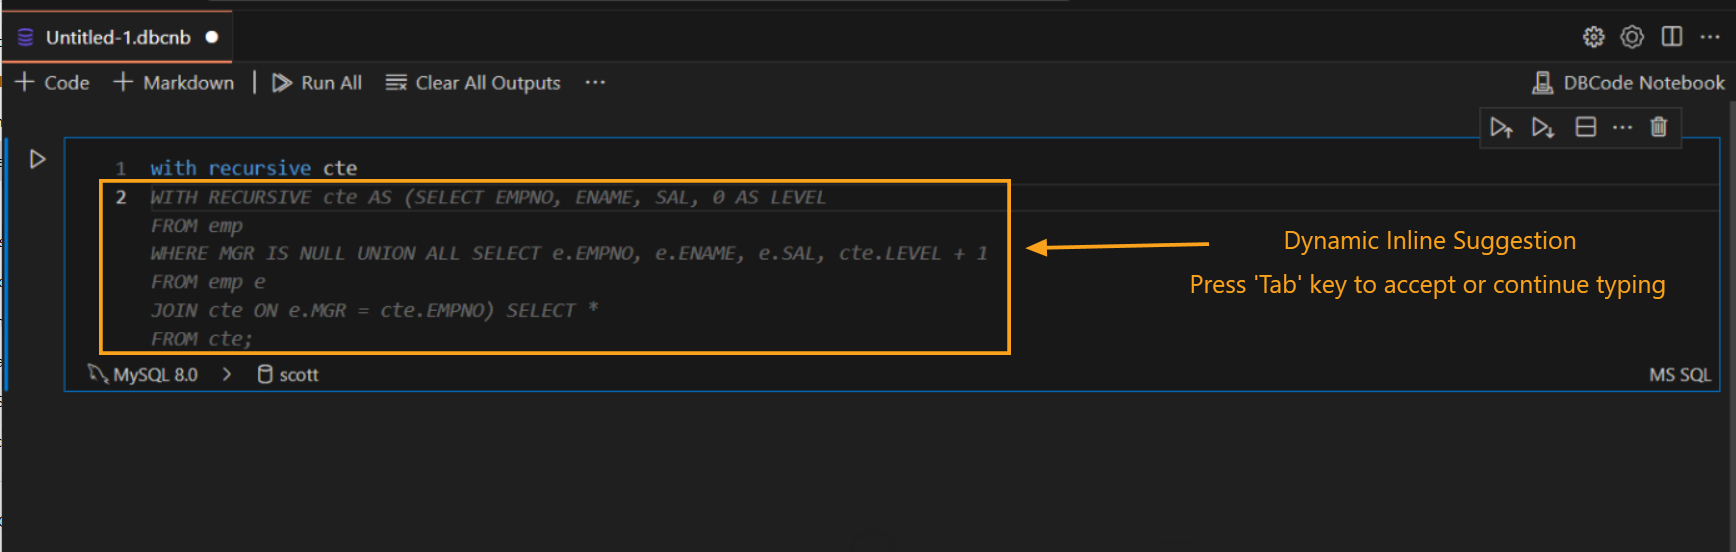 Untitled-1.dbcnb
Code Markdown Run All Clear All Outputs ...
DBCode Notebook
1 with recursive cte
2 WITH RECURSIVE cte AS (SELECT EMPNO, ENAME, SAL, 0 AS LEVEL
FROM emp
WHERE MGR IS NULL UNION ALL SELECT e.EMPNO, e.ENAME, e.SAL, cte.LEVEL + 1
FROM emp e
JOIN cte ON e.MGR = cte.EMPNO) SELECT *
FROM cte;
Dynamic Inline Suggestion
Press 'Tab' key to accept or continue typing
MySQL 8.0 > scott
MS SQL